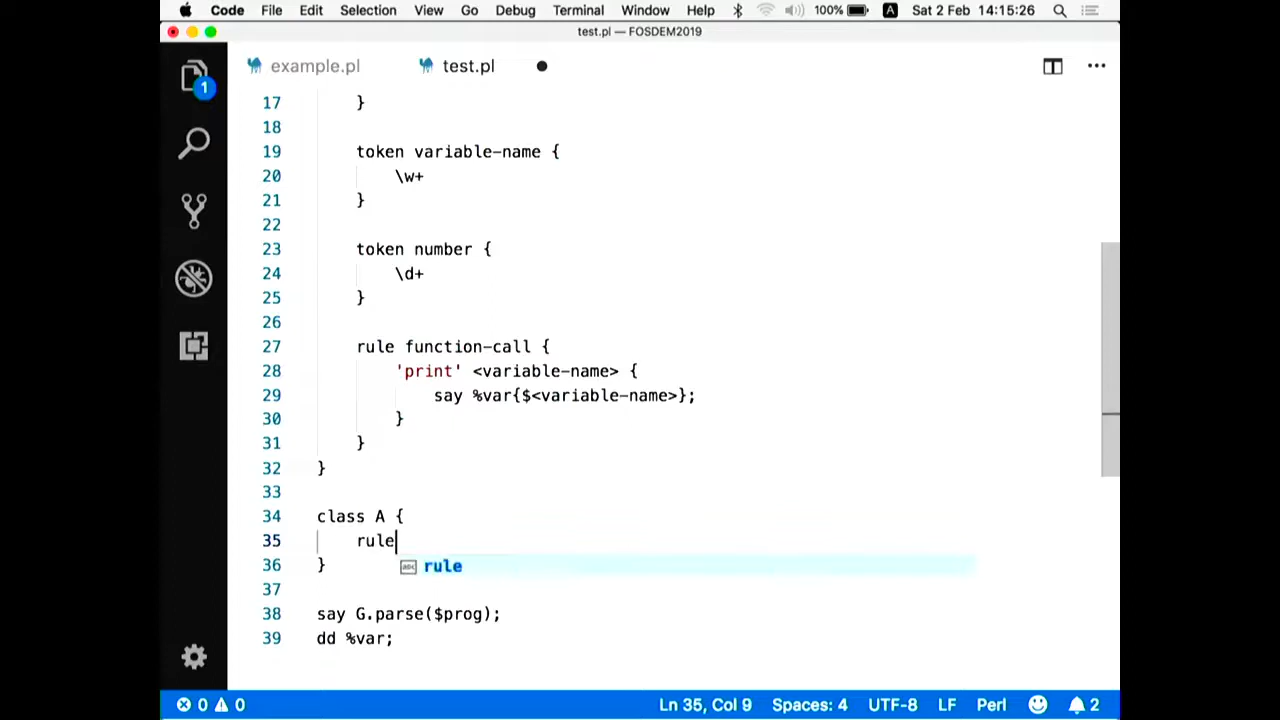 Code File Edit Selection View Go Debug Terminal Window Help 100% A Sat 2 Feb 14:15:26
test.pl — FOSDEM2019
example.pl test.pl
1
17 }
18
19 token variable-name {
20 \w+
21 }
22
23 token number {
24 \d+
25 }
26
27 rule function-call {
28 'print' <variable-name> {
29 say %var{$<variable-name>};
30 }
31 }
32 }
33
34 class A {
35 rule
36 }
abc rule
37
38 say G.parse($prog);
39 dd %var;
0 0 Ln 35, Col 9 Spaces: 4 UTF-8 LF Perl 2